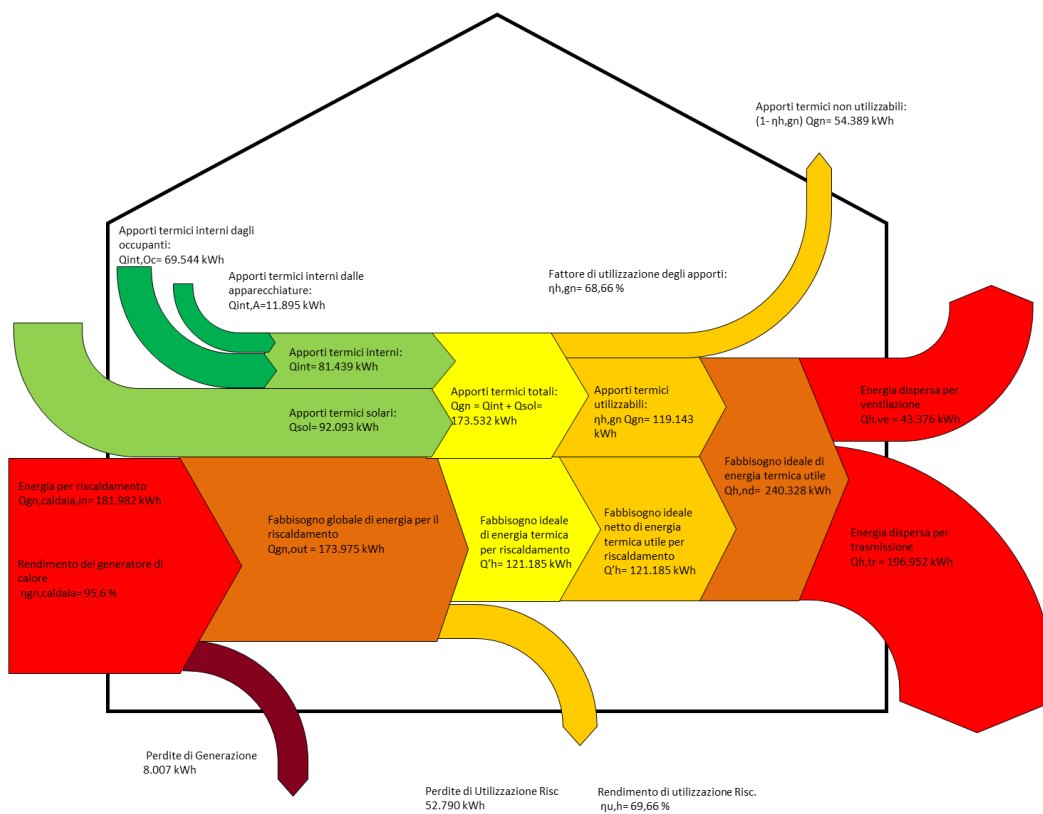 Apporti termici non utilizzabili:
(1- ηh,gn) Qgn= 54.389 kWh
Apporti termici interni dagli
occupanti:
Qint,Oc= 69.544 kWh
Apporti termici interni dalle
apparecchiature:
Qint,A=11.895 kWh
Fattore di utilizzazione degli apporti:
ηh,gn= 68,66 %
Apporti termici interni:
Qint= 81.439 kWh
Apporti termici solari:
Qsol= 92.093 kWh
Apporti termici totali:
Qgn = Qint + Qsol=
173.532 kWh
Apporti termici
utilizzabili:
ηh,gn Qgn= 119.143
kWh
Energia dispersa per
ventilazione
Qh,ve = 43.376 kWh
Fabbisogno ideale di
energia termica utile
Qh,nd= 240.328 kWh
Energia per riscaldamento
Qgn,caldaia,in= 181.982 kWh
Rendimento del generatore di
calore
ηgn,caldaia= 95,6 %
Fabbisogno globale di energia per il
riscaldamento
Qgn,out = 173.975 kWh
Fabbisogno ideale
di energia termica
per riscaldamento
Q’h= 121.185 kWh
Fabbisogno ideale
netto di energia
termica utile per
riscaldamento
Q’h= 121.185 kWh
Energia dispersa per
trasmissione
Qh,tr = 196.952 kWh
Perdite di Generazione
8.007 kWh
Perdite di Utilizzazione Risc
52.790 kWh
Rendimento di utilizzazione Risc.
ηu,h= 69,66 %